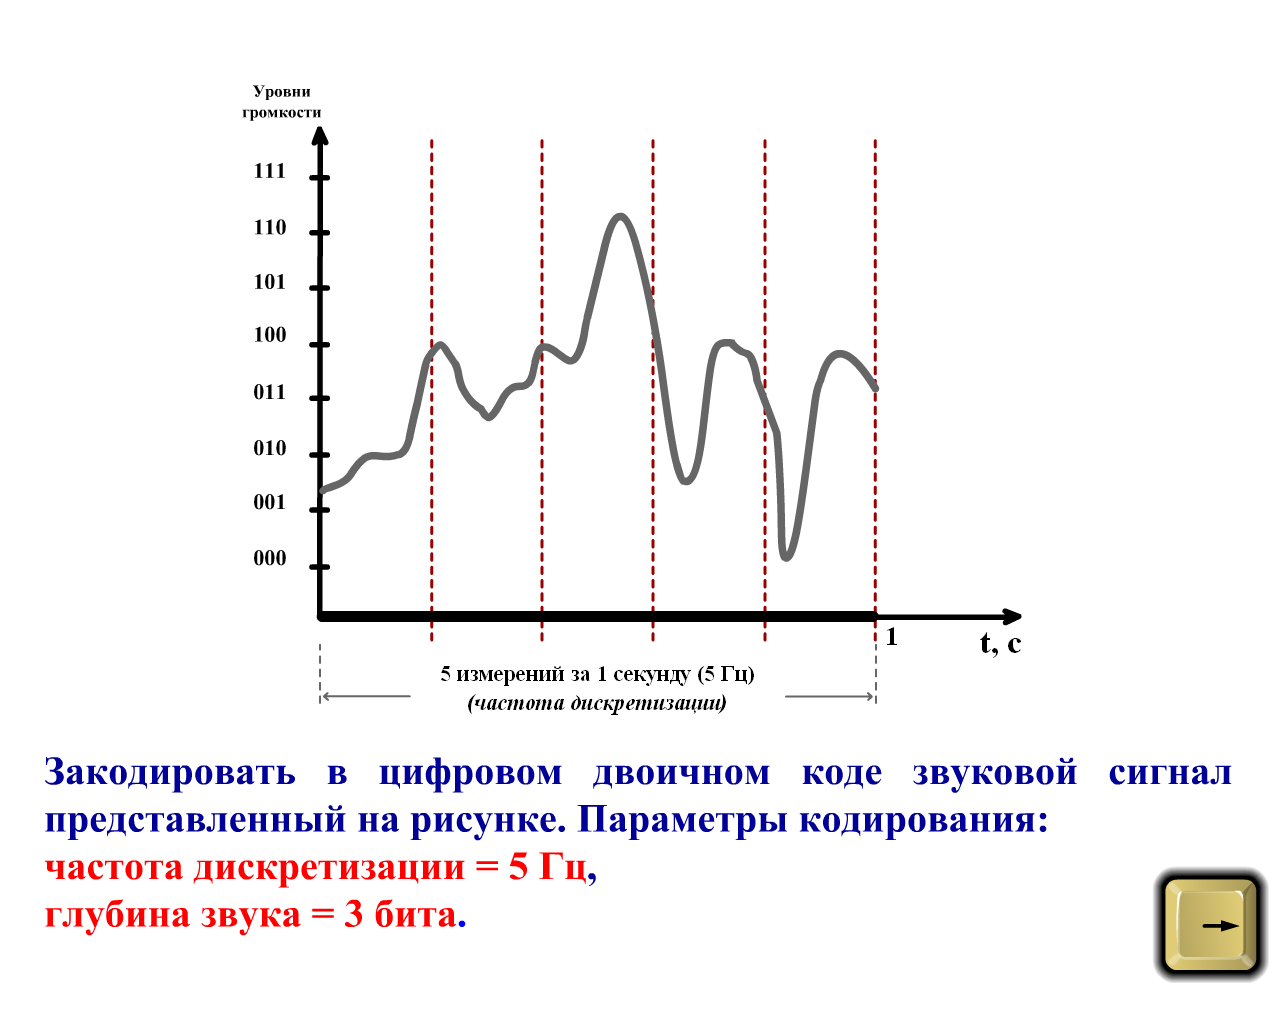 Уровни
громкости
111
110
101
100
011
010
001
000
1
t, с
5 измерений за 1 секунду (5 Гц)
(частота дискретизации)
Закодировать в цифровом двоичном коде звуковой сигнал
представленный на рисунке. Параметры кодирования:
частота дискретизации = 5 Гц,
глубина звука = 3 бита.